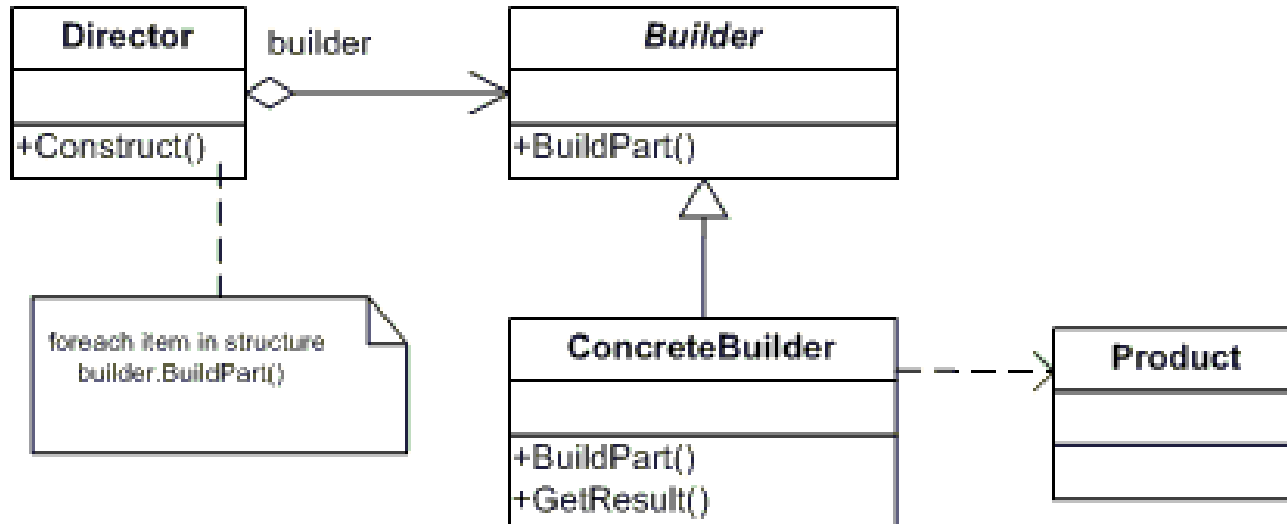 Director
builder
Builder
+Construct()
+BuildPart()
foreach item in structure
builder.BuildPart()
ConcreteBuilder
+BuildPart()
+GetResult()
Product